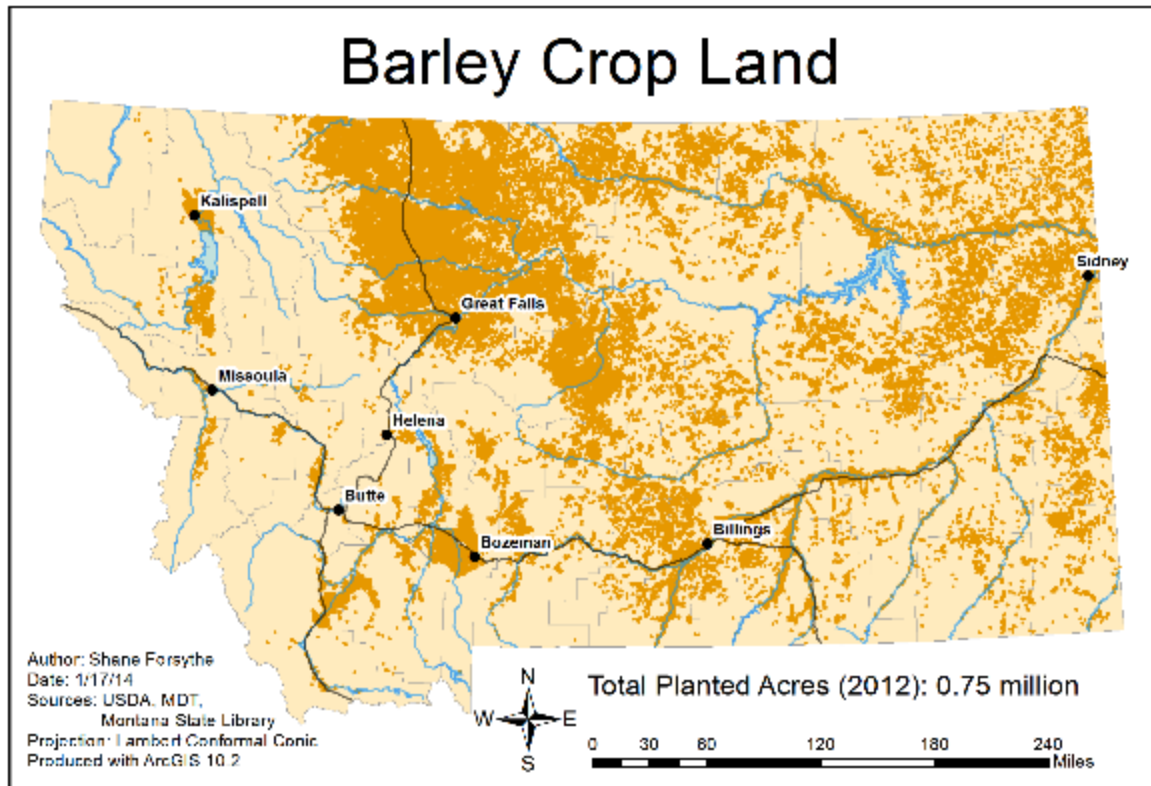 Barley Crop Land
Kalispell
Sidney
Great Falls
Missoula
Helena
Butte
Billings
Bozeman
Author: Shane Forsythe
Date: 1/17/14
Sources: USDA, MDT,
Montana State Library
Projection: Lambert Conformal Conic
Produced with ArcGIS 10.2
N
W E
S
Total Planted Acres (2012): 0.75 million
0 30 60 120 180 240
Miles